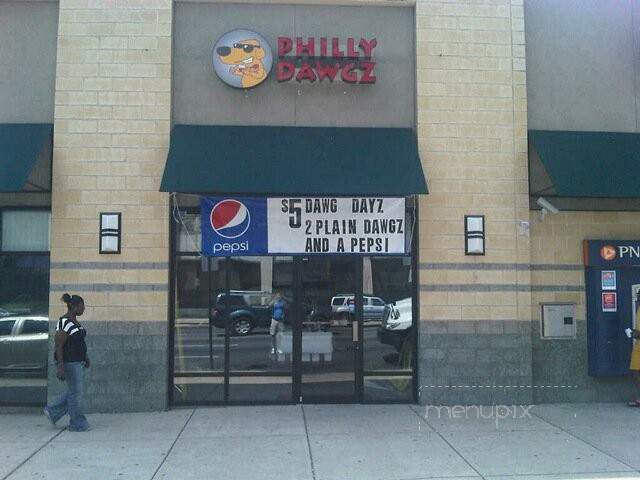 PHILLY
DAWGZ
$5 DAWG DAYZ
2 PLAIN DAWGZ
AND A PEPSI
pepsi
PN
menupix